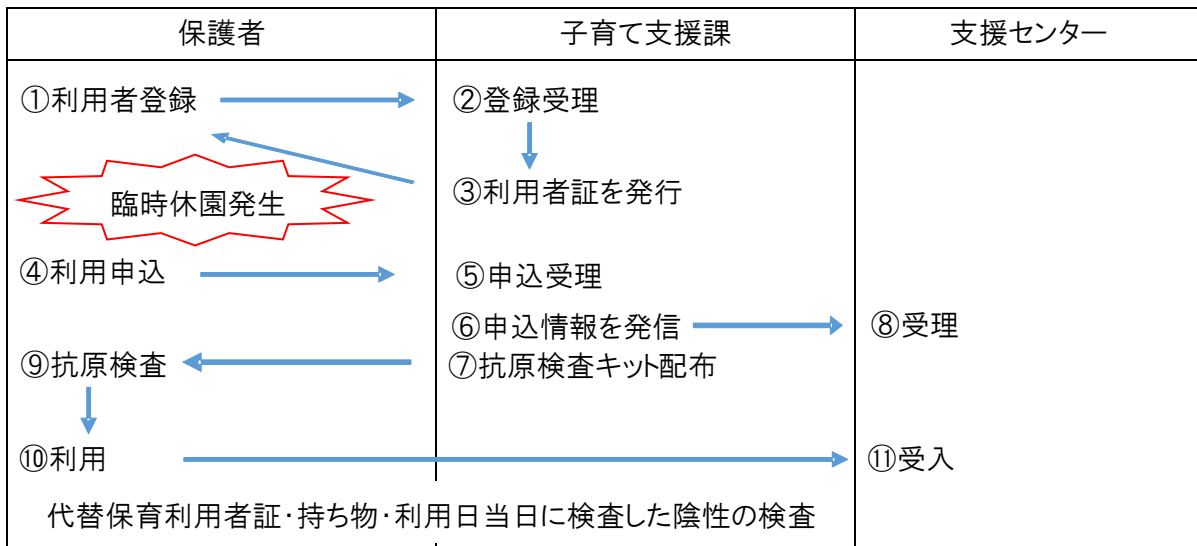 保護者 子育て支援課 支援センター
①利用者登録 ②登録受理
③利用者証を発行
臨時休園発生
④利用申込 ⑤申込受理
⑥申込情報を発信 ⑧受理
⑨抗原検査 ⑦抗原検査キット配布
⑩利用 ⑪受入
代替保育利用者証・持ち物・利用日当日に検査した陰性の検査